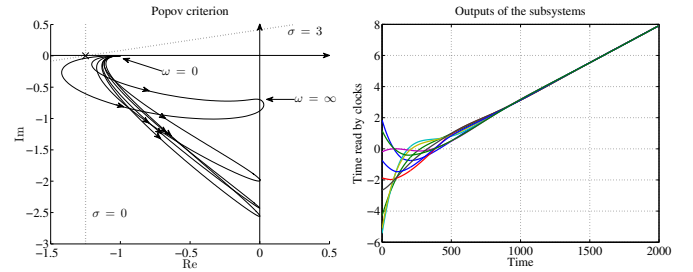 Popov criterion
0.5
0
−0.5
−1
−1.5
−2
−2.5
−3
Im
−1.5
−1
−0.5
0
0.5
Re
σ = 3
ω = 0
ω = ∞
σ = 0
Outputs of the subsystems
8
6
4
2
0
−2
−4
−6
Time read by clocks
0
500
1000
1500
2000
Time